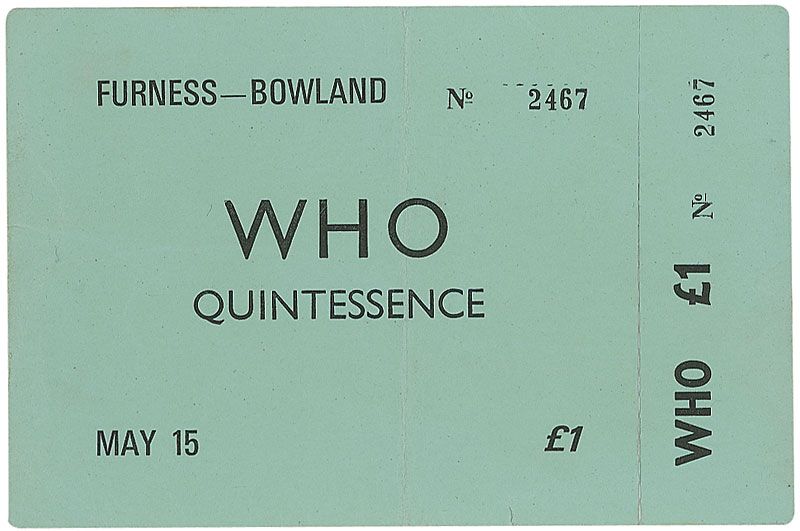 FURNESS—BOWLAND Nº 2467
WHO
QUINTESSENCE
MAY 15 £1
WHO £1 Nº 2467